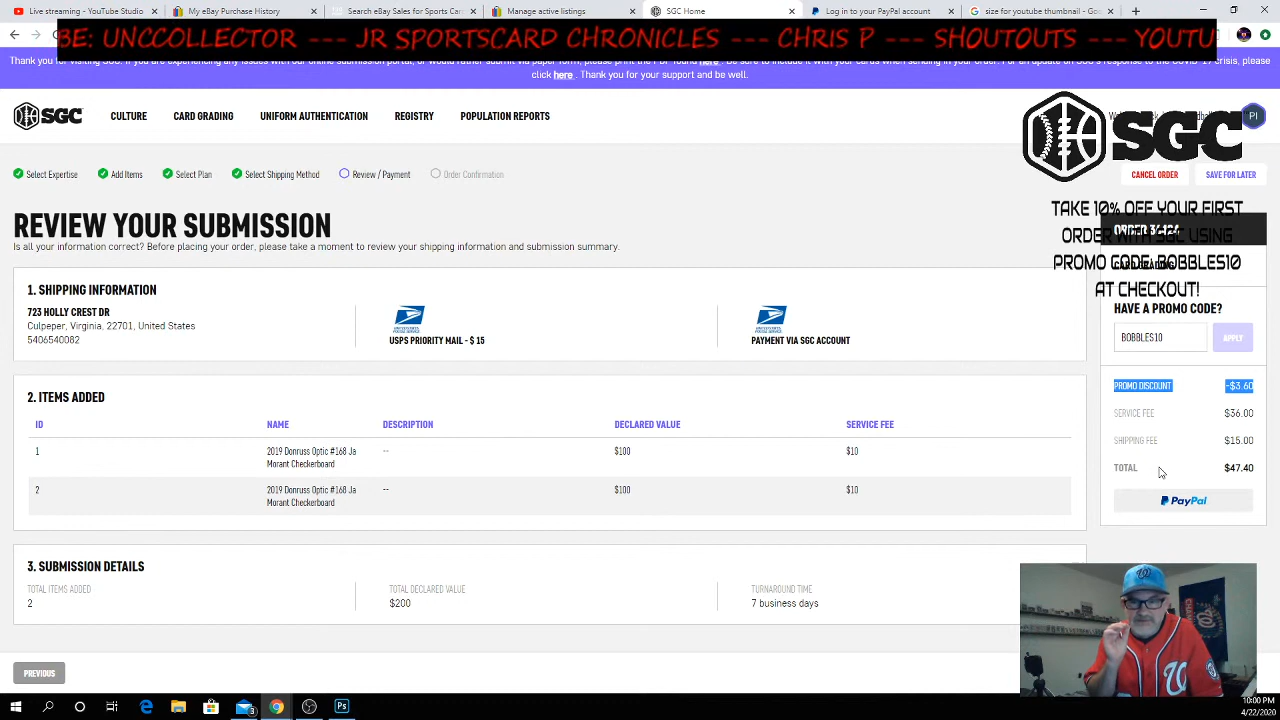 Live streaming - YouTube Studio
My eBay Purchase History
Search eBay Sales for Sports Car
Manage active listings
SGC Home
Log in to your PayPal account
size for youtube thumbnail - Goo
BE: UNCCOLLECTOR --- JR SPORTSCARD CHRONICLES --- CHRIS P --- SHOUTOUTS --- YOUTU
Thank you for visiting SGC. If you are experiencing any issues with our online submission portal, or would rather submit via paper form, please print the PDF found here. Be sure to include it with your cards when sending in your order. For an update on SGC's response to the COVID-19 crisis, please
click here. Thank you for your support and be well.
SGC
CULTURE
CARD GRADING
UNIFORM AUTHENTICATION
REGISTRY
POPULATION REPORTS
PI
SGC
Select Expertise
Add Items
Select Plan
Select Shipping Method
Review / Payment
Order Confirmation
CANCEL ORDER
SAVE FOR LATER
TAKE 10% OFF YOUR FIRST
ORDER WITH SGC USING
PROMO CODE: BOBBLES10
AT CHECKOUT!
REVIEW YOUR SUBMISSION
Is all your information correct? Before placing your order, please take a moment to review your shipping information and submission summary.
CARD GRADING
1. SHIPPING INFORMATION
723 HOLLY CREST DR
Culpeper, Virginia, 22701, United States
5406540082
USPS PRIORITY MAIL - $ 15
PAYMENT VIA SGC ACCOUNT
HAVE A PROMO CODE?
BOBBLES10
APPLY
PROMO DISCOUNT -$3.60
SERVICE FEE $36.00
SHIPPING FEE $15.00
TOTAL $47.40
PayPal
2. ITEMS ADDED
ID NAME DESCRIPTION DECLARED VALUE SERVICE FEE
1 2019 Donruss Optic #168 Ja -- $100 $10
Morant Checkerboard
2 2019 Donruss Optic #168 Ja -- $100 $10
Morant Checkerboard
3. SUBMISSION DETAILS
TOTAL ITEMS ADDED
2
TOTAL DECLARED VALUE
$200
TURNAROUND TIME
7 business days
PREVIOUS
W
10:00 PM
4/22/2020